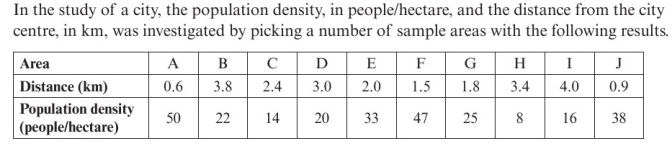 In the study of a city, the population density, in people/hectare, and the distance from the city
centre, in km, was investigated by picking a number of sample areas with the following results.
Area A B C D E F G H I J
Distance (km) 0.6 3.8 2.4 3.0 2.0 1.5 1.8 3.4 4.0 0.9
Population density
(people/hectare) 50 22 14 20 33 47 25 8 16 38